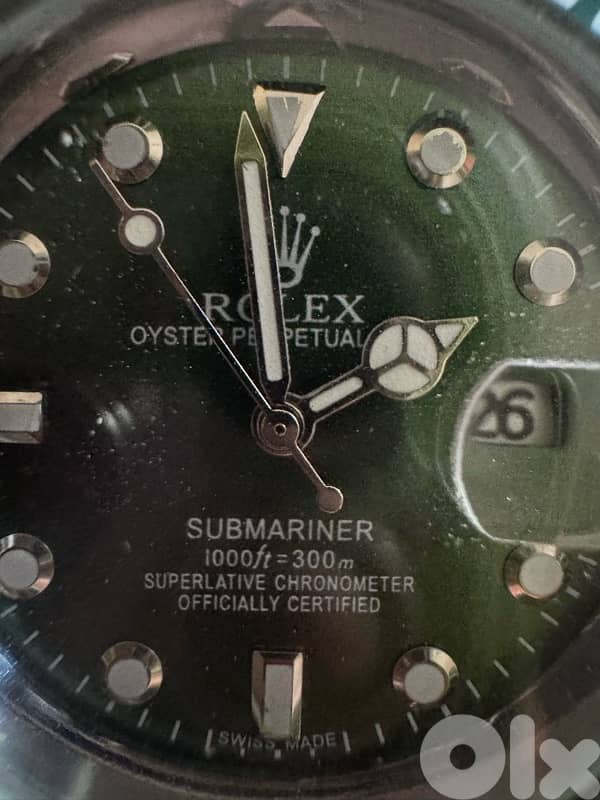 ROLEX
OYSTER PERPETUAL
26
SUBMARINER
1000ft = 300m
SUPERLATIVE CHRONOMETER
OFFICIALLY CERTIFIED
SWISS MADE
OLX